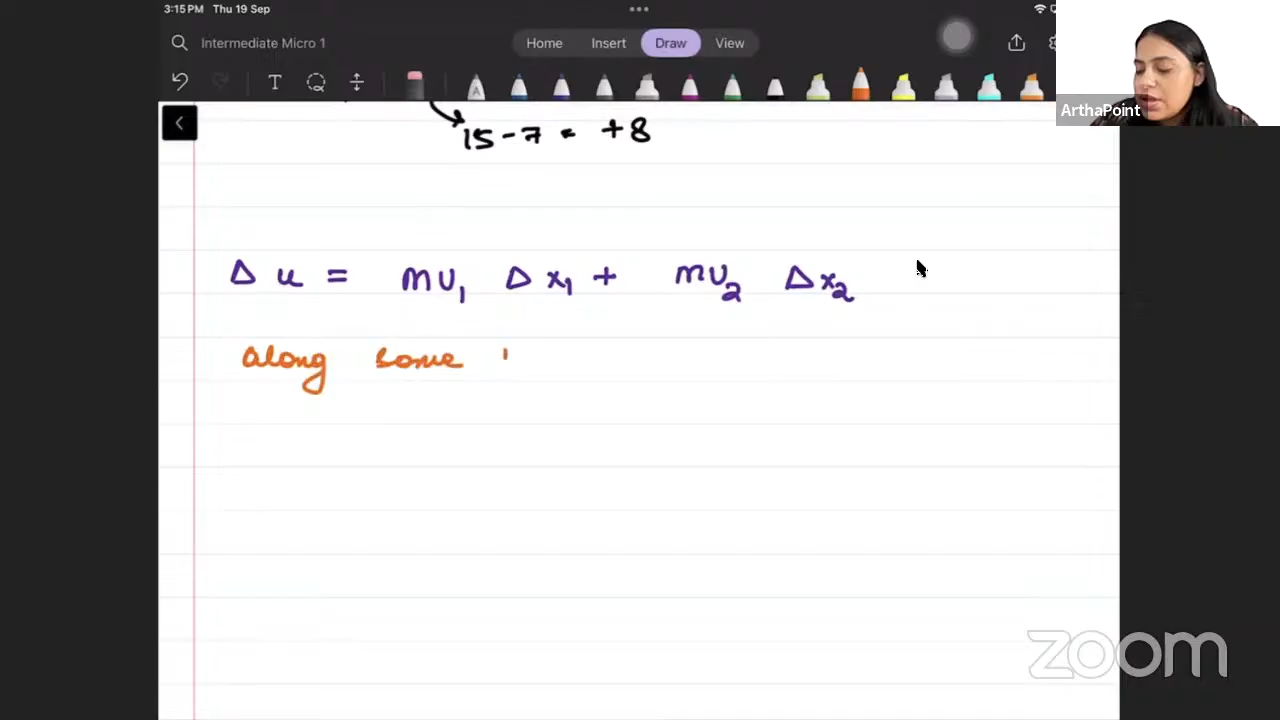 3:15 PM Thu 19 Sep
Intermediate Micro 1
Home Insert Draw View
T
A
ArthaPoint
15 - 7 = +8
Δ u = MU₁ Δ x₁ + MU₂ Δ x₂
along some
zoom